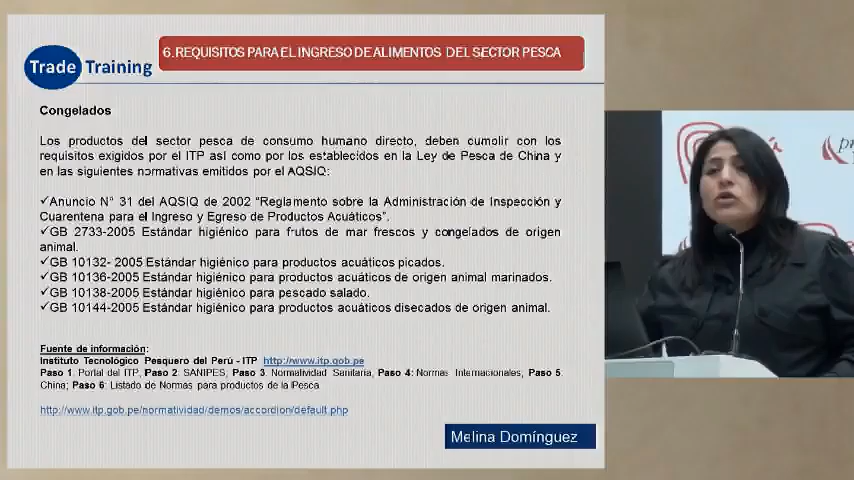 6.REQUISITOS PARA EL INGRESO DE ALIMENTOS DEL SECTOR PESCA
Trade Training
Congelados
Los productos del sector pesca de consumo humano directo, deben cumplir con los
requisitos exigidos por el ITP así como por los establecidos en la Ley de Pesca de China y
en las siguientes normativas emitidos por el AQSIQ:
✓Anuncio N° 31 del AQSIQ de 2002 “Reglamento sobre la Administración de Inspección y
Cuarentena para el Ingreso y Egreso de Productos Acuáticos”.
✓GB 2733-2005 Estándar higiénico para frutos de mar frescos y congelados de origen
animal.
✓GB 10132- 2005 Estándar higiénico para productos acuáticos picados.
✓GB 10136-2005 Estándar higiénico para productos acuáticos de origen animal marinados.
✓GB 10138-2005 Estándar higiénico para pescado salado.
✓GB 10144-2005 Estándar higiénico para productos acuáticos disecados de origen animal.
Fuente de información:
Instituto Tecnológico Pesquero del Perú - ITP http://www.itp.gob.pe
Paso 1: Portal del ITP, Paso 2: SANIPES, Paso 3: Normatividad Sanitaria, Paso 4: Normas Internacionales, Paso 5:
China; Paso 6: Listado de Normas para productos de la Pesca
http://www.itp.gob.pe/normatividad/demos/accordion/default.php
Melina Domínguez